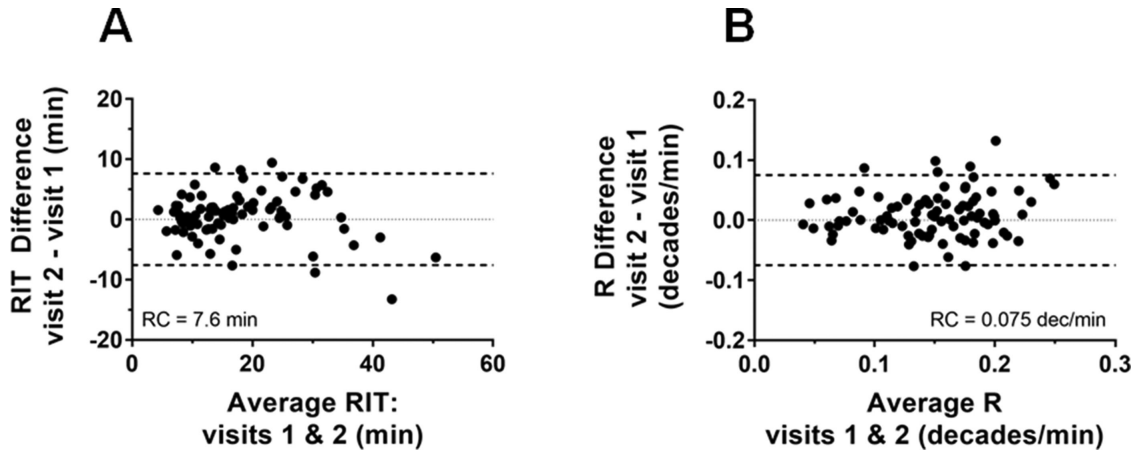 A
RIT Difference
visit 2 - visit 1 (min)
20
10
0
-10
-20
RC = 7.6 min
0
20
40
60
Average RIT:
visits 1 & 2 (min)
B
R Difference
visit 2 - visit 1
(decades/min)
0.2
0.1
0.0
-0.1
-0.2
RC = 0.075 dec/min
0.0
0.1
0.2
0.3
Average R
visits 1 & 2 (decades/min)